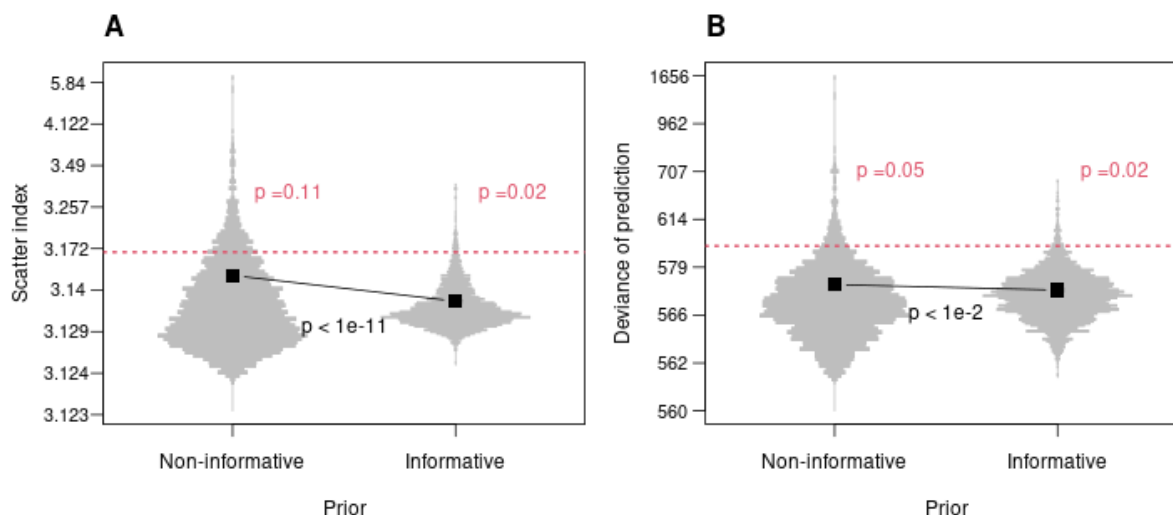 A
Scatter index
5.84
4.122
3.49
3.257
3.172
3.14
3.129
3.124
3.123
p =0.11
p =0.02
p < 1e-11
Non-informative
Informative
Prior
B
Deviance of prediction
1656
962
707
614
579
566
562
560
p =0.05
p =0.02
p < 1e-2
Non-informative
Informative
Prior